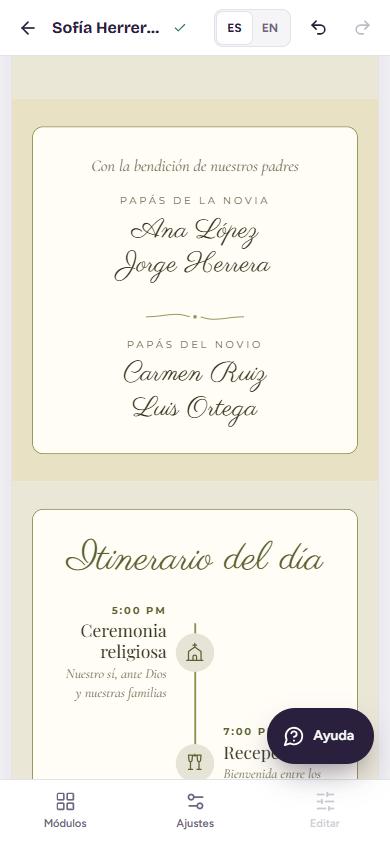 Sofía Herrer...
ES
EN
Con la bendición de nuestros padres
PAPÁS DE LA NOVIA
Ana López
Jorge Herrera
PAPÁS DEL NOVIO
Carmen Ruiz
Luis Ortega
Itinerario del día
5:00 PM
Ceremonia
religiosa
Nuestro sí, ante Dios
y nuestras familias
7:00 P
Recep
Bienvenida entre los
Ayuda
Módulos
Ajustes
Editar